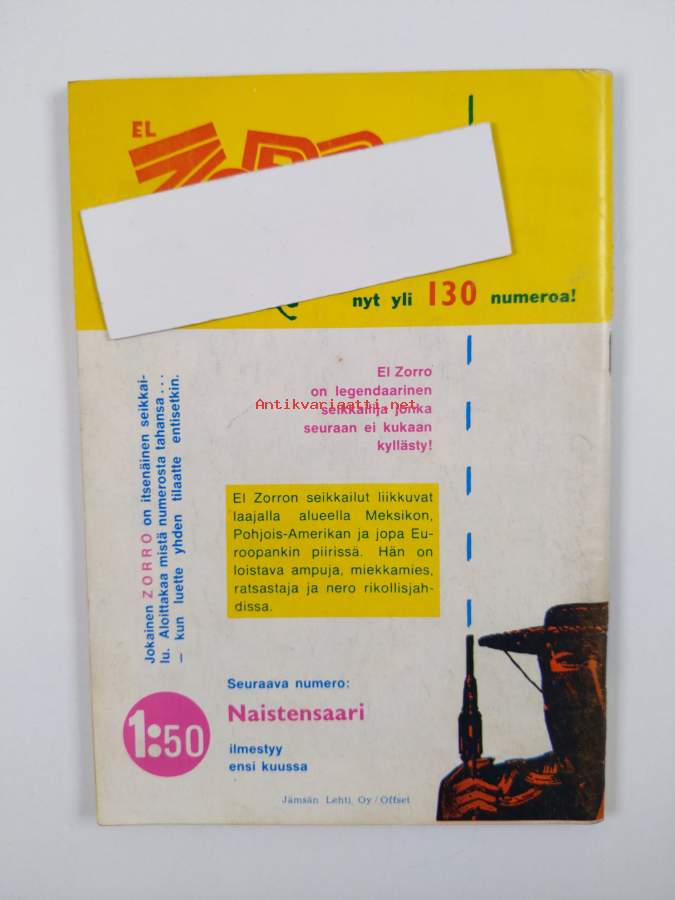 EL
nyt yli 130 numeroa!
El Zorro
on legendaarinen
seikkailija jonka
seuraan ei kukaan
kyllästy!
Antikvariaatti.net
Jokainen ZORRO on itsenäinen seikkai-
lu. Aloittakaa mistä numerosta tahansa...
– kun luette yhden tilaatte entisetkin.
El Zorron seikkailut liikkuvat
laajalla alueella Meksikon,
Pohjois-Amerikan ja jopa Eu-
roopankin piirissä. Hän on
loistava ampuja, miekkamies,
ratsastaja ja nero rikollisjah-
dissa.
Seuraava numero:
Naistensaari
1:50
ilmestyy
ensi kuussa
Jämsän Lehti, Oy / Offset